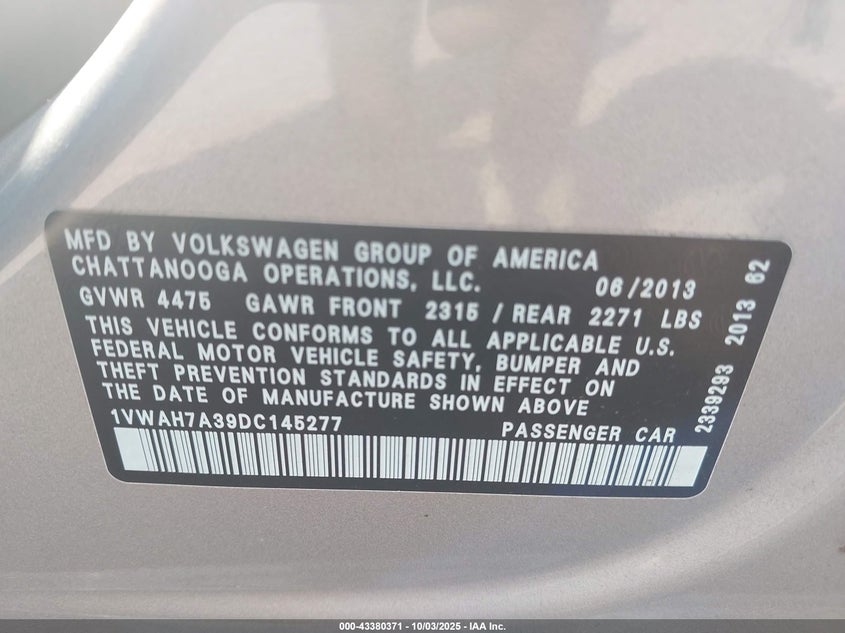 MFD BY VOLKSWAGEN GROUP OF AMERICA
CHATTANOOGA OPERATIONS, LLC. 06/2013
GVWR 4475 GAWR FRONT 2315 / REAR 2271 LBS
THIS VEHICLE CONFORMS TO ALL APPLICABLE U.S.
FEDERAL MOTOR VEHICLE SAFETY, BUMPER AND
THEFT PREVENTION STANDARDS IN EFFECT ON
THE DATE OF MANUFACTURE SHOWN ABOVE
1VWAH7A39DC145277 PASSENGER CAR
2339293 2013 62
000-43380371 - 10/03/2025 - IAA Inc.